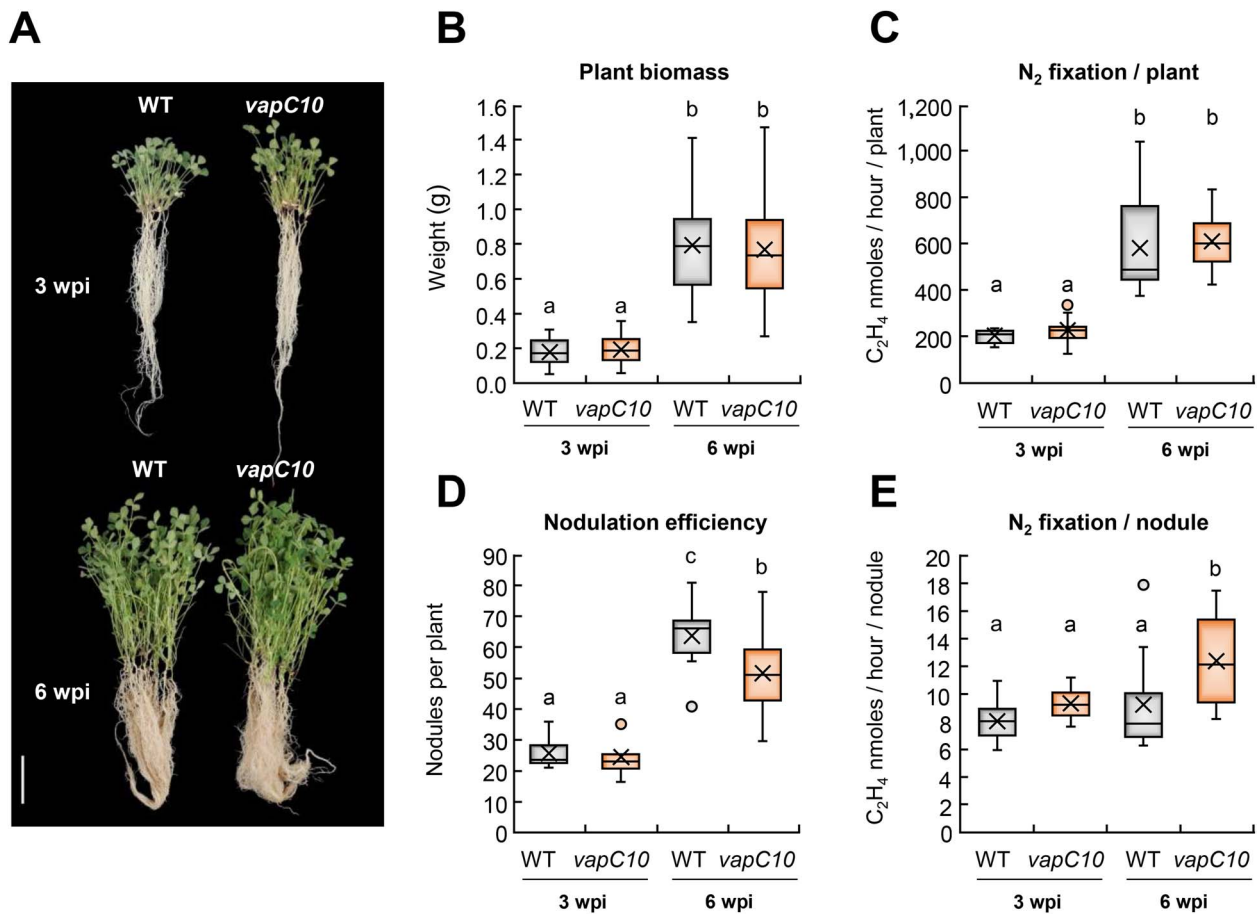 A
WT vapC10
3 wpi
WT vapC10
6 wpi
B
Plant biomass
Weight (g)
1.6
1.4
1.2
1.0
0.8
0.6
0.4
0.2
0.0
a
a
b
b
WT vapC10 WT vapC10
3 wpi 6 wpi
C
N₂ fixation / plant
C₂H₄ nmoles / hour / plant
1,200
1,000
800
600
400
200
0
a
a
b
b
WT vapC10 WT vapC10
3 wpi 6 wpi
D
Nodulation efficiency
Nodules per plant
90
80
70
60
50
40
30
20
10
0
a
a
c
b
WT vapC10 WT vapC10
3 wpi 6 wpi
E
N₂ fixation / nodule
C₂H₄ nmoles / hour / nodule
20
18
16
14
12
10
8
6
4
2
0
a
a
a
b
WT vapC10 WT vapC10
3 wpi 6 wpi